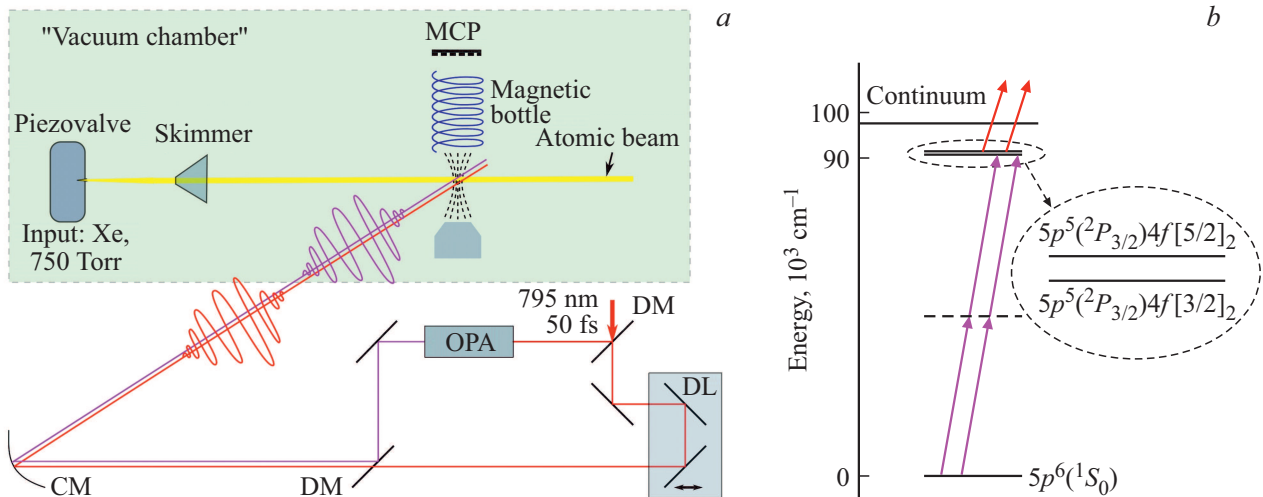 a
"Vacuum chamber"
MCP
Magnetic
bottle
Piezovalve
Skimmer
Atomic beam
Input: Xe,
750 Torr
795 nm
50 fs
DM
OPA
DL
CM
DM
b
Energy, 10³ cm⁻¹
100
Continuum
90
5p⁵(²P₃/₂)4f[5/2]₂
5p⁵(²P₃/₂)4f[3/2]₂
0
5p⁶(¹S₀)